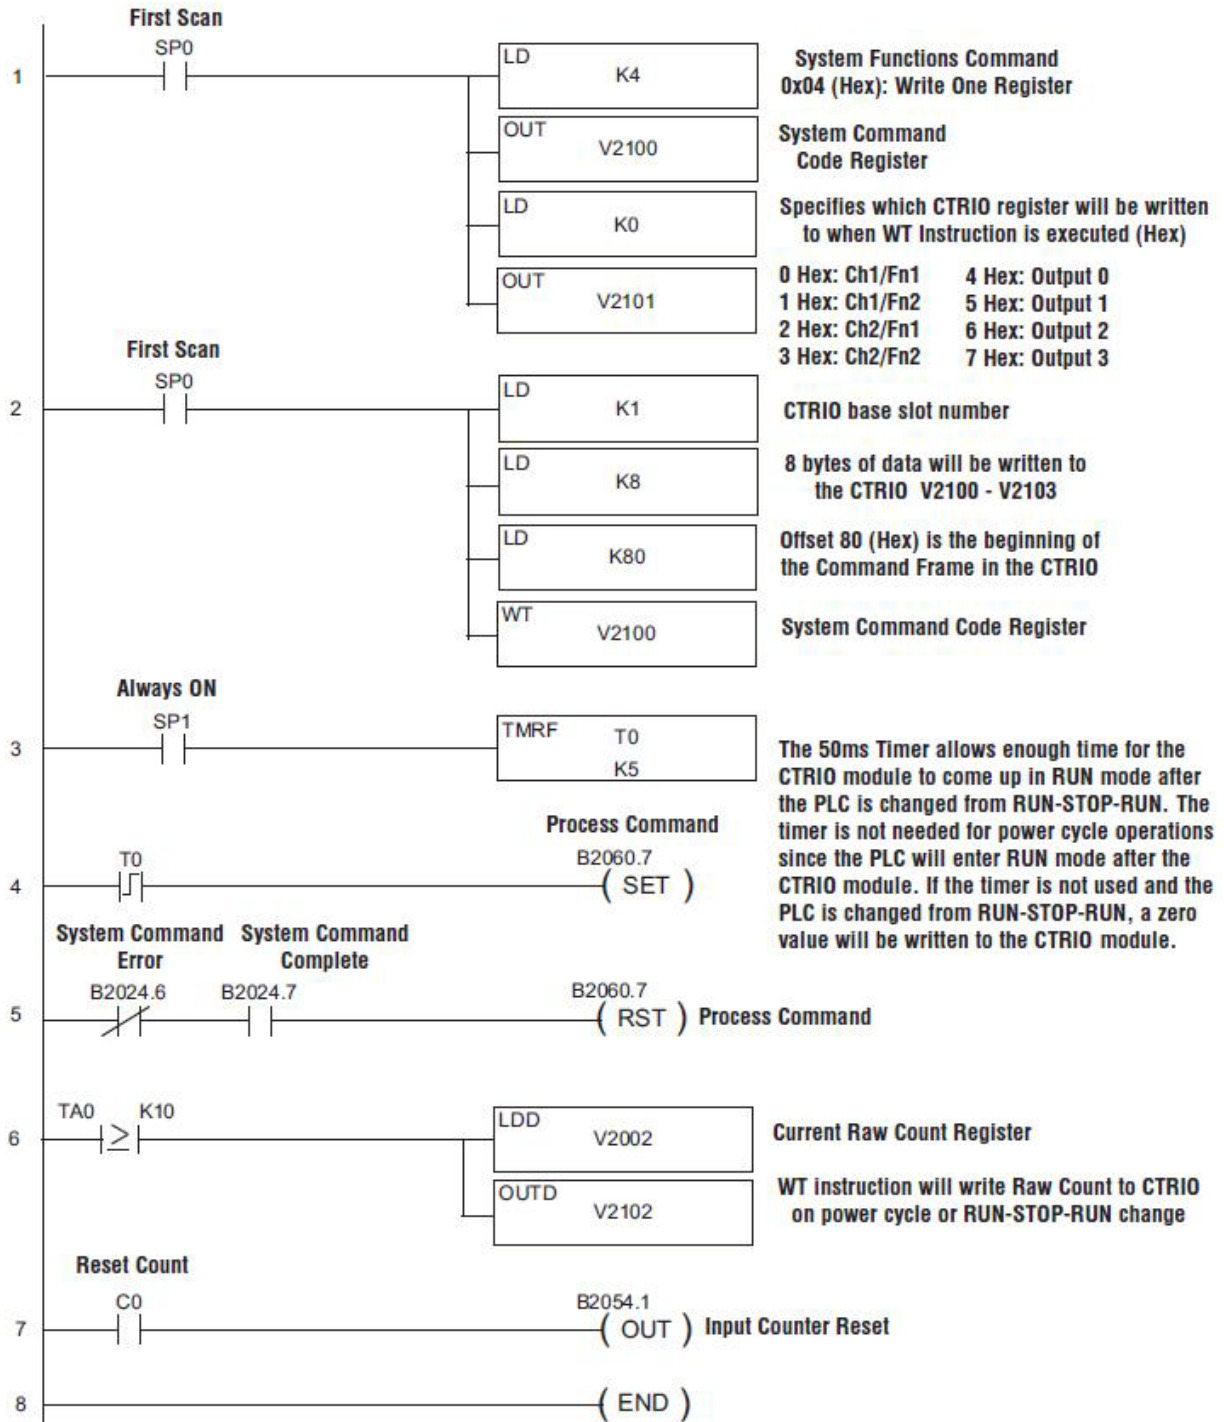 First Scan
SP0
1
LD
K4
System Functions Command
0x04 (Hex): Write One Register
OUT
V2100
System Command
Code Register
LD
K0
Specifies which CTRIO register will be written
to when WT Instruction is executed (Hex)
OUT
V2101
0 Hex: Ch1/Fn1 4 Hex: Output 0
1 Hex: Ch1/Fn2 5 Hex: Output 1
2 Hex: Ch2/Fn1 6 Hex: Output 2
3 Hex: Ch2/Fn2 7 Hex: Output 3
First Scan
SP0
2
LD
K1
CTRIO base slot number
LD
K8
8 bytes of data will be written to
the CTRIO V2100 - V2103
LD
K80
Offset 80 (Hex) is the beginning of
the Command Frame in the CTRIO
WT
V2100
System Command Code Register
Always ON
SP1
3
TMRF
T0
K5
The 50ms Timer allows enough time for the
CTRIO module to come up in RUN mode after
the PLC is changed from RUN-STOP-RUN. The
timer is not needed for power cycle operations
since the PLC will enter RUN mode after the
CTRIO module. If the timer is not used and the
PLC is changed from RUN-STOP-RUN, a zero
value will be written to the CTRIO module.
Process Command
T0
B2060.7
4
( SET )
System Command System Command
Error Complete
B2024.6 B2024.7
B2060.7
5
( RST ) Process Command
TA0 K10
6
≥
LDD
V2002
Current Raw Count Register
OUTD
V2102
WT instruction will write Raw Count to CTRIO
on power cycle or RUN-STOP-RUN change
Reset Count
C0
B2054.1
7
( OUT ) Input Counter Reset
8
( END )